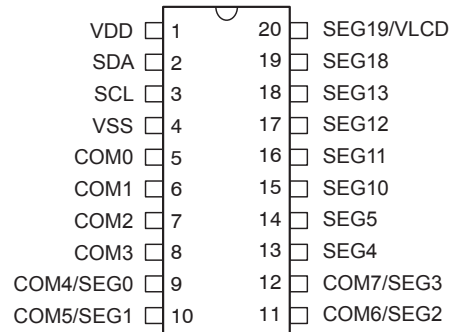 VDD 1 20 SEG19/VLCD
SDA 2 19 SEG18
SCL 3 18 SEG13
VSS 4 17 SEG12
COM0 5 16 SEG11
COM1 6 15 SEG10
COM2 7 14 SEG5
COM3 8 13 SEG4
COM4/SEG0 9 12 COM7/SEG3
COM5/SEG1 10 11 COM6/SEG2